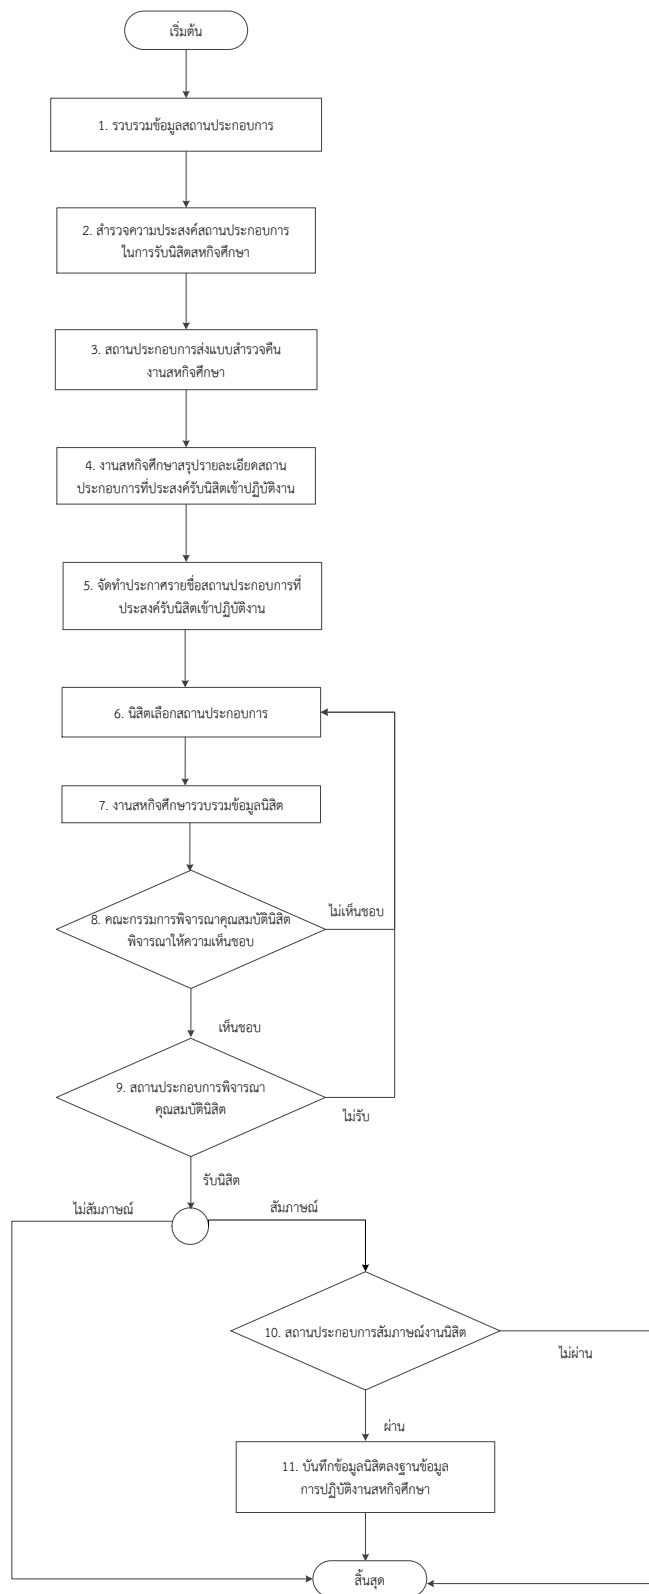 เริ่มต้น
1. รวบรวมข้อมูลสถานประกอบการ
2. สำรวจความประสงค์สถานประกอบการ
ในการรับนิสิตสหกิจศึกษา
3. สถานประกอบการส่งแบบสำรวจคืน
งานสหกิจศึกษา
4. งานสหกิจศึกษาสรุปรายละเอียดสถาน
ประกอบการที่ประสงค์รับนิสิตเข้าปฏิบัติงาน
5. จัดทำประกาศรายชื่อสถานประกอบการที่
ประสงค์รับนิสิตเข้าปฏิบัติงาน
6. นิสิตเลือกสถานประกอบการ
7. งานสหกิจศึกษารวบรวมข้อมูลนิสิต
8. คณะกรรมการพิจารณาคุณสมบัตินิสิต
พิจารณาให้ความเห็นชอบ
ไม่เห็นชอบ
เห็นชอบ
9. สถานประกอบการพิจารณา
คุณสมบัตินิสิต
ไม่รับ
รับนิสิต
ไม่สัมภาษณ์
สัมภาษณ์
10. สถานประกอบการสัมภาษณ์งานนิสิต
ไม่ผ่าน
ผ่าน
11. บันทึกข้อมูลนิสิตลงฐานข้อมูล
การปฏิบัติงานสหกิจศึกษา
สิ้นสุด